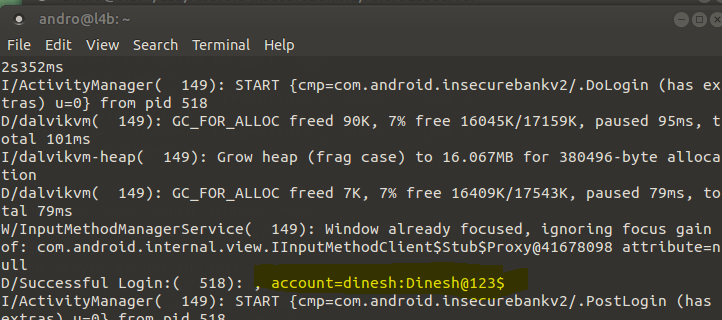 andro@l4b: ~
File Edit View Search Terminal Help
2s352ms
I/ActivityManager(  149): START {cmp=com.android.insecurebankv2/.DoLogin (has ex
tras) u=0} from pid 518
D/dalvikvm(  149): GC_FOR_ALLOC freed 90K, 7% free 16045K/17159K, paused 95ms, t
otal 101ms
I/dalvikvm-heap(  149): Grow heap (frag case) to 16.067MB for 380496-byte alloca
tion
D/dalvikvm(  149): GC_FOR_ALLOC freed 7K, 7% free 16409K/17543K, paused 79ms, to
tal 79ms
W/InputMethodManagerService(  149): Window already focused, ignoring focus gain
of: com.android.internal.view.IInputMethodClient$Stub$Proxy@41678098 attribute=n
ull
D/Successful Login:(  518): , account=dinesh:Dinesh@123$
I/ActivityManager(  149): START {cmp=com.android.insecurebankv2/.PostLogin (has
extras) u=0} from pid 518